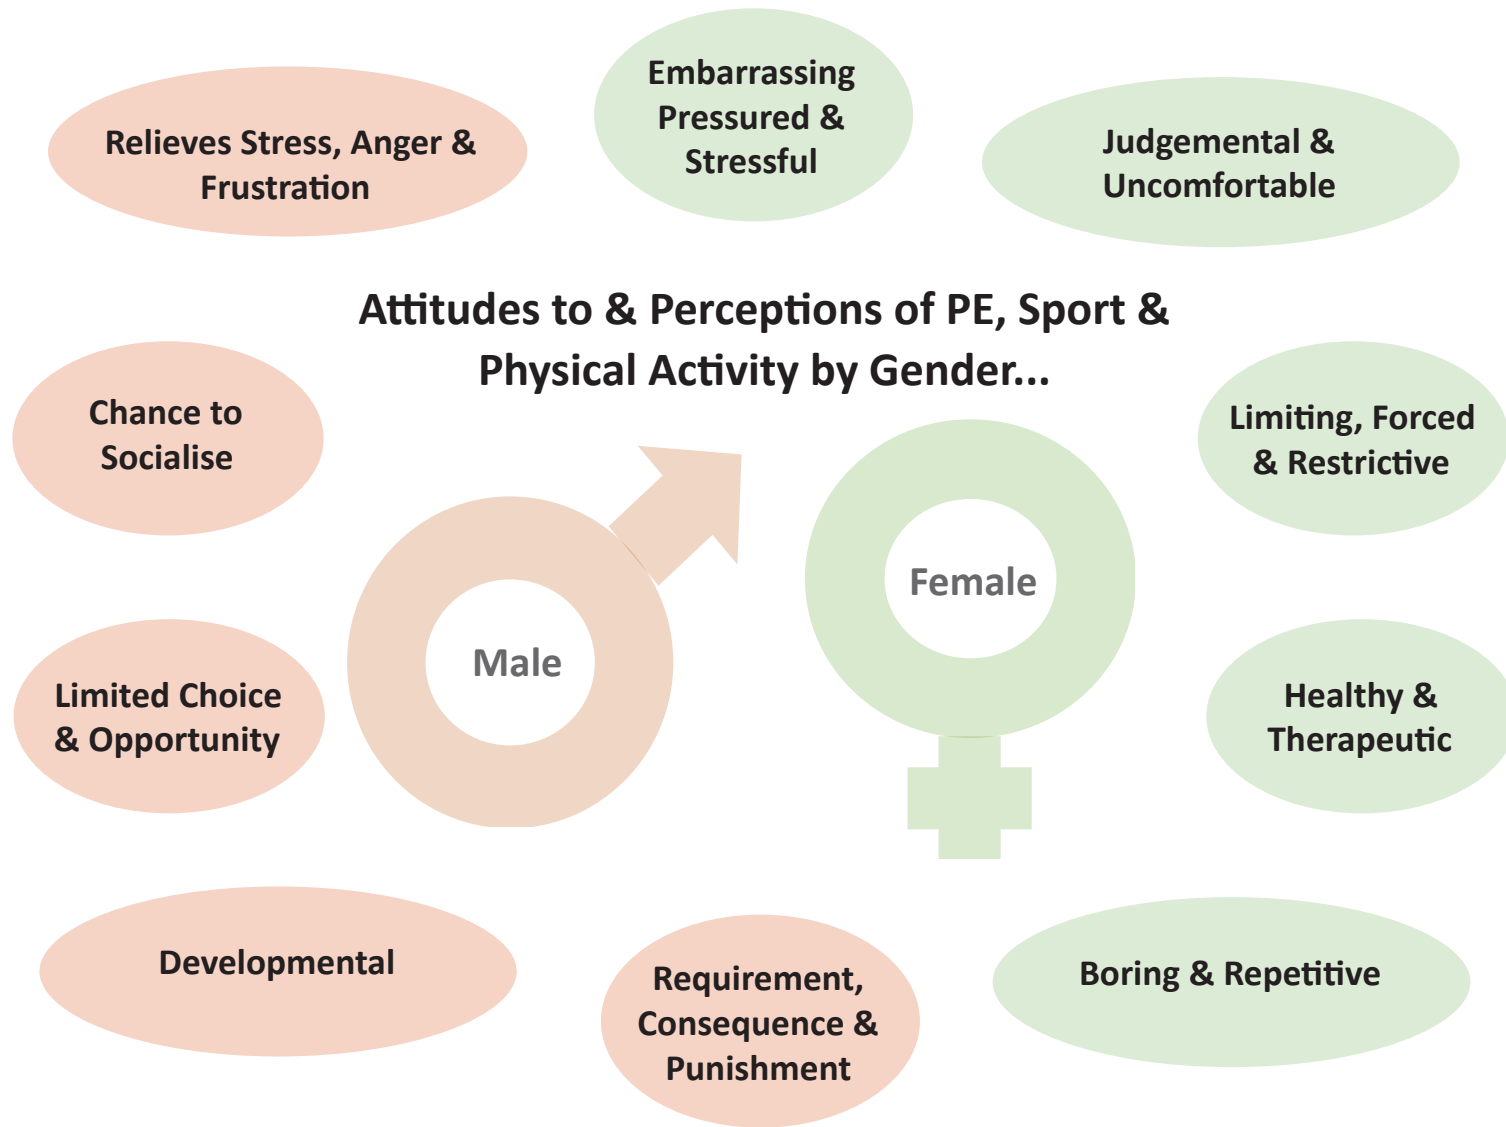 Embarrassing
Pressured &
Stressful
Relieves Stress, Anger &
Frustration
Judgemental &
Uncomfortable
Attitudes to & Perceptions of PE, Sport &
Physical Activity by Gender...
Chance to
Socialise
Limiting, Forced
& Restrictive
Female
Male
Limited Choice
& Opportunity
Healthy &
Therapeutic
Developmental
Requirement,
Consequence &
Punishment
Boring & Repetitive